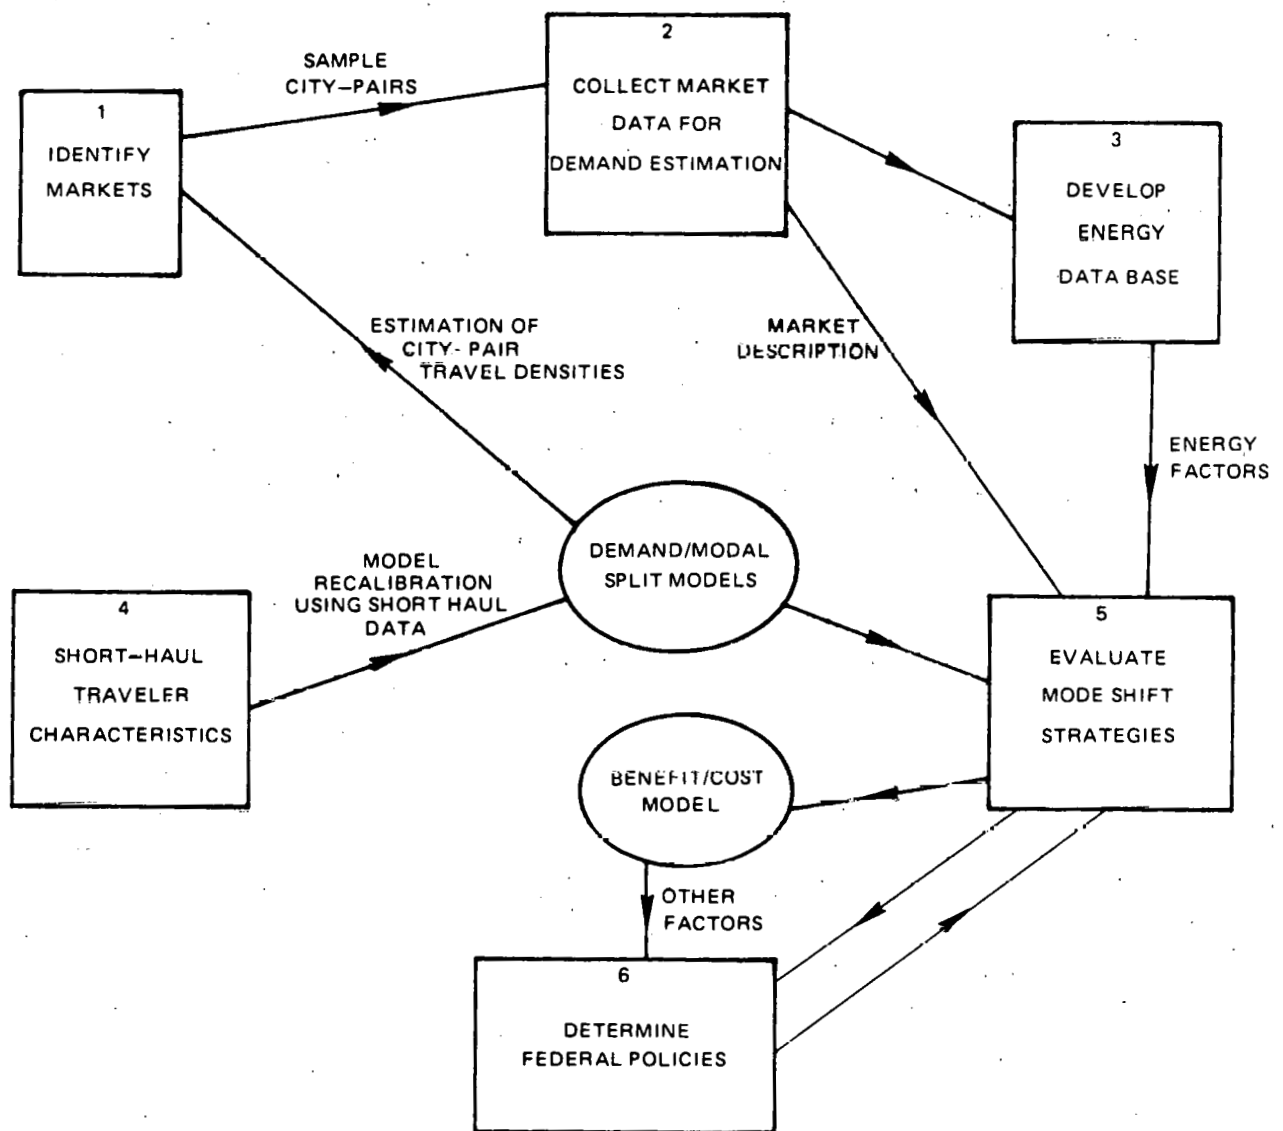 SAMPLE
CITY–PAIRS
1
IDENTIFY
MARKETS
2
COLLECT MARKET
DATA FOR
DEMAND ESTIMATION
3
DEVELOP
ENERGY
DATA BASE
ESTIMATION OF
CITY-PAIR
TRAVEL DENSITIES
MARKET
DESCRIPTION
ENERGY
FACTORS
DEMAND/MODAL
SPLIT MODELS
MODEL
RECALIBRATION
USING SHORT HAUL
DATA
4
SHORT–HAUL
TRAVELER
CHARACTERISTICS
5
EVALUATE
MODE SHIFT
STRATEGIES
BENEFIT/COST
MODEL
OTHER
FACTORS
6
DETERMINE
FEDERAL POLICIES